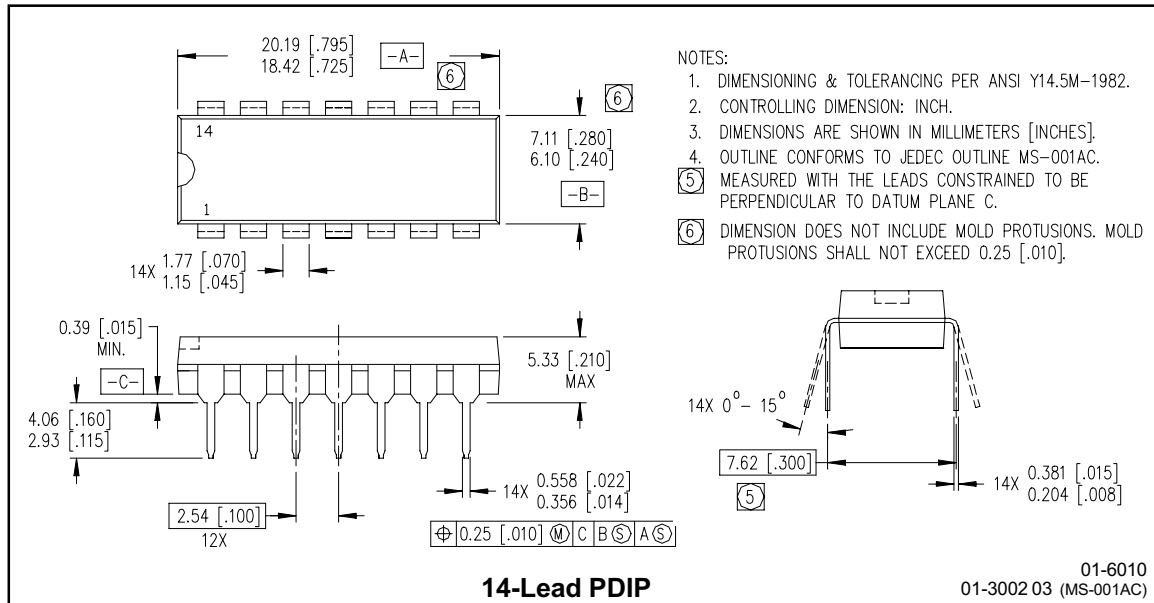 20.19 [.795]
18.42 [.725]
-A-
6
6
14
1
7.11 [.280]
6.10 [.240]
-B-
14X 1.77 [.070]
1.15 [.045]
NOTES:
1. DIMENSIONING & TOLERANCING PER ANSI Y14.5M-1982.
2. CONTROLLING DIMENSION: INCH.
3. DIMENSIONS ARE SHOWN IN MILLIMETERS [INCHES].
4. OUTLINE CONFORMS TO JEDEC OUTLINE MS-001AC.
5 MEASURED WITH THE LEADS CONSTRAINED TO BE
PERPENDICULAR TO DATUM PLANE C.
6 DIMENSION DOES NOT INCLUDE MOLD PROTUSIONS. MOLD
PROTUSIONS SHALL NOT EXCEED 0.25 [.010].
0.39 [.015]
MIN.
-C-
4.06 [.160]
2.93 [.115]
5.33 [.210]
MAX
2.54 [.100]
12X
14X 0.558 [.022]
0.356 [.014]
⌖ 0.25 [.010] Ⓜ C B Ⓢ A Ⓢ
14X 0° - 15°
7.62 [.300]
5
14X 0.381 [.015]
0.204 [.008]
14-Lead PDIP
01-6010
01-3002 03 (MS-001AC)